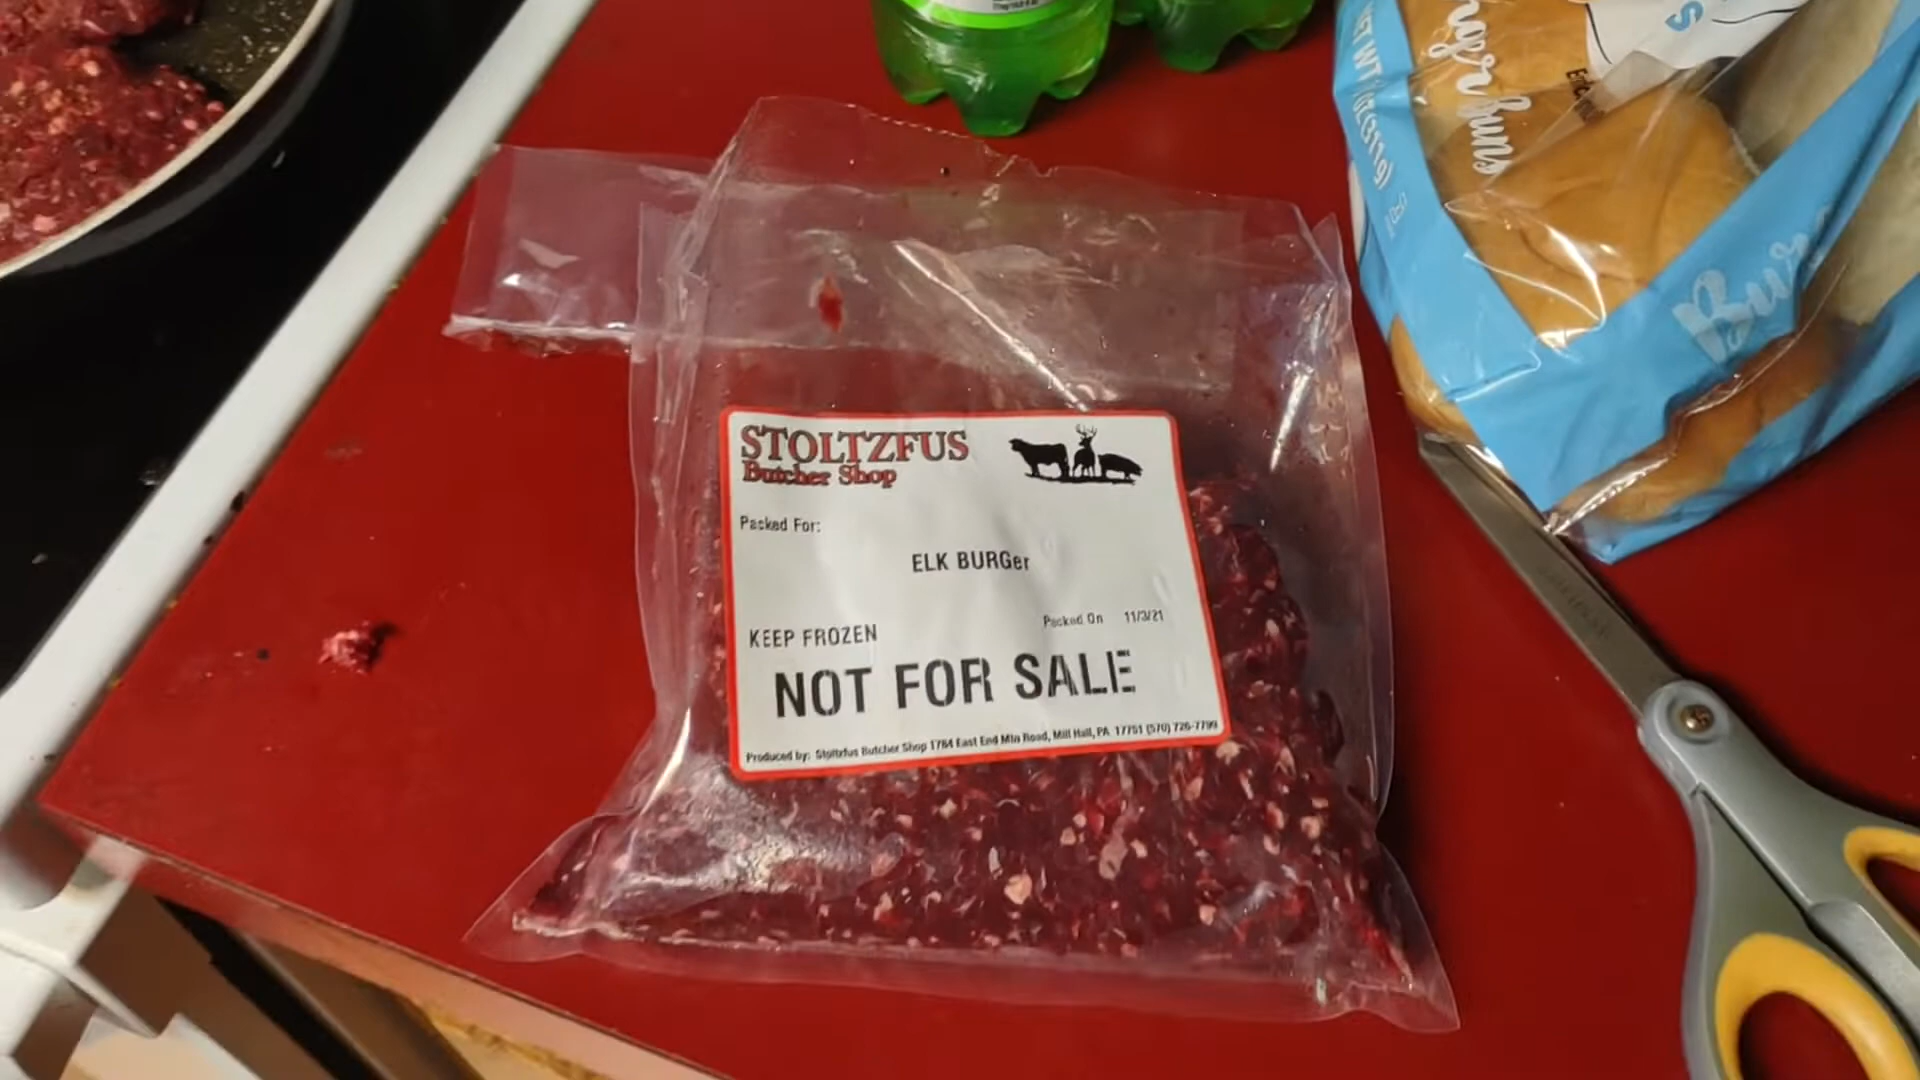 STOLTZFUS
Butcher Shop
Packed For:
ELK BURGer
Packed On 11/3/21
KEEP FROZEN
NOT FOR SALE
Produced by: Stoltzfus Butcher Shop 1764 East End Mtn Road, Mill Hall, PA 17751 (570) 726-7799